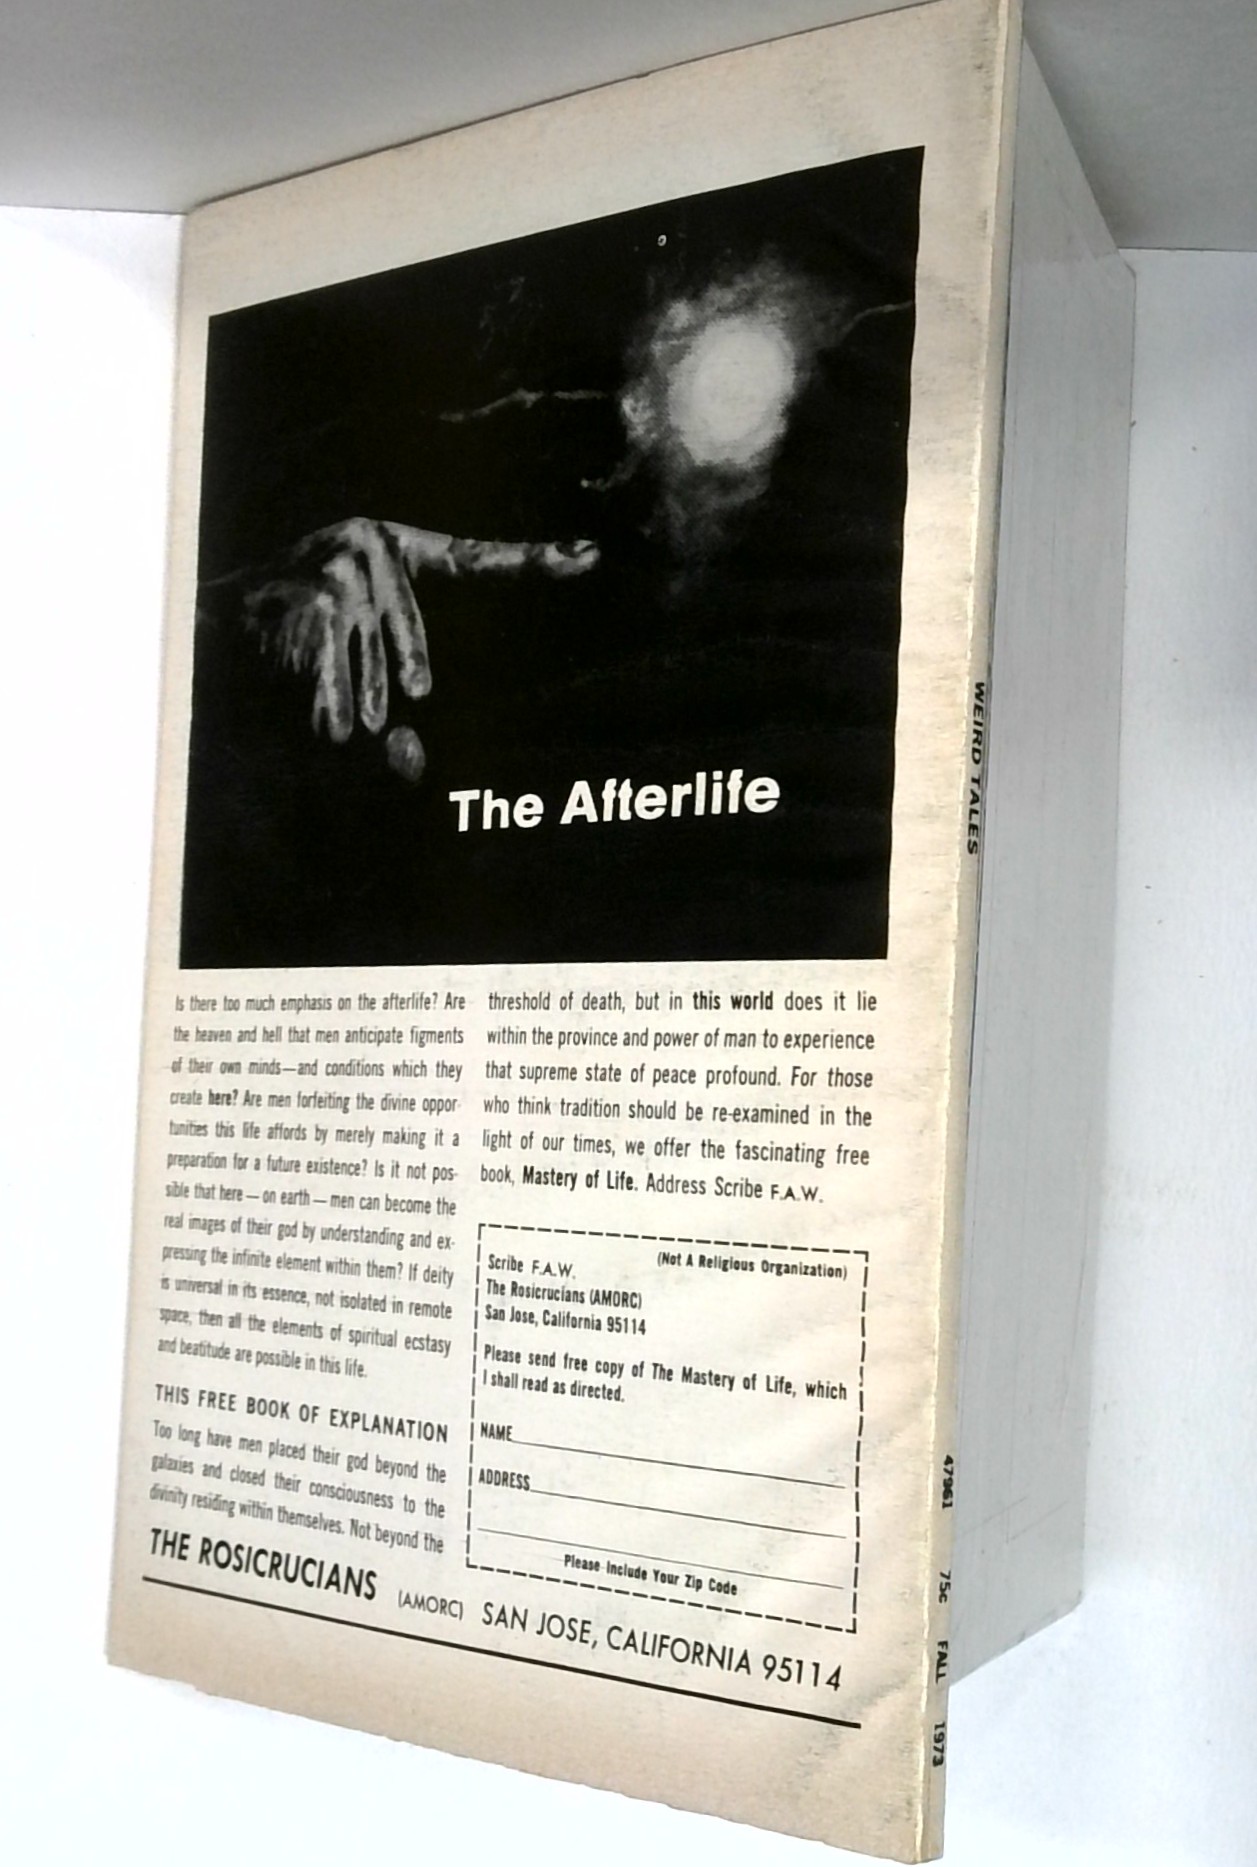 The Afterlife
Is there too much emphasis on the afterlife? Are
the heaven and hell that men anticipate figments
of their own minds—and conditions which they
create here? Are men forfeiting the divine oppor-
tunities this life affords by merely making it a
preparation for a future existence? Is it not pos-
sible that here — on earth — men can become the
real images of their god by understanding and ex-
pressing the infinite element within them? If deity
is universal in its essence, not isolated in remote
space, then all the elements of spiritual ecstasy
and beatitude are possible in this life.
THIS FREE BOOK OF EXPLANATION
Too long have men placed their god beyond the
galaxies and closed their consciousness to the
divinity residing within themselves. Not beyond the
threshold of death, but in this world does it lie
within the province and power of man to experience
that supreme state of peace profound. For those
who think tradition should be re-examined in the
light of our times, we offer the fascinating free
book, Mastery of Life. Address Scribe F.A.W.
(Not A Religious Organization)
Scribe F.A.W.
The Rosicrucians (AMORC)
San Jose, California 95114
Please send free copy of The Mastery of Life, which
I shall read as directed.
NAME
ADDRESS
Please Include Your Zip Code
THE ROSICRUCIANS (AMORC) SAN JOSE, CALIFORNIA 95114
WEIRD TALES 47961 75c FALL 1973